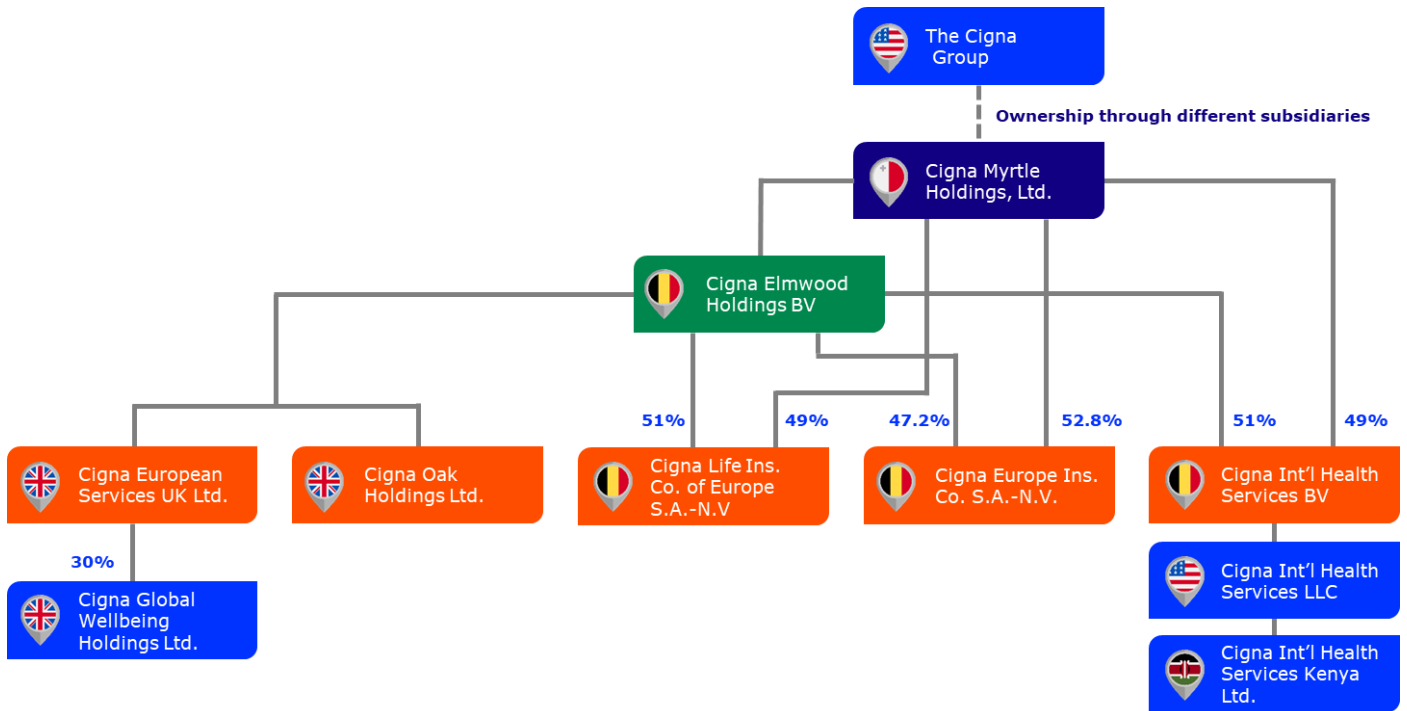 The Cigna
Group
Ownership through different subsidiaries
Cigna Myrtle
Holdings, Ltd.
Cigna Elmwood
Holdings BV
51%
49%
47.2%
52.8%
51%
49%
Cigna European
Services UK Ltd.
Cigna Oak
Holdings Ltd.
Cigna Life Ins.
Co. of Europe
S.A.-N.V
Cigna Europe Ins.
Co. S.A.-N.V.
Cigna Int’l Health
Services BV
30%
Cigna Global
Wellbeing
Holdings Ltd.
Cigna Int’l Health
Services LLC
Cigna Int’l Health
Services Kenya
Ltd.